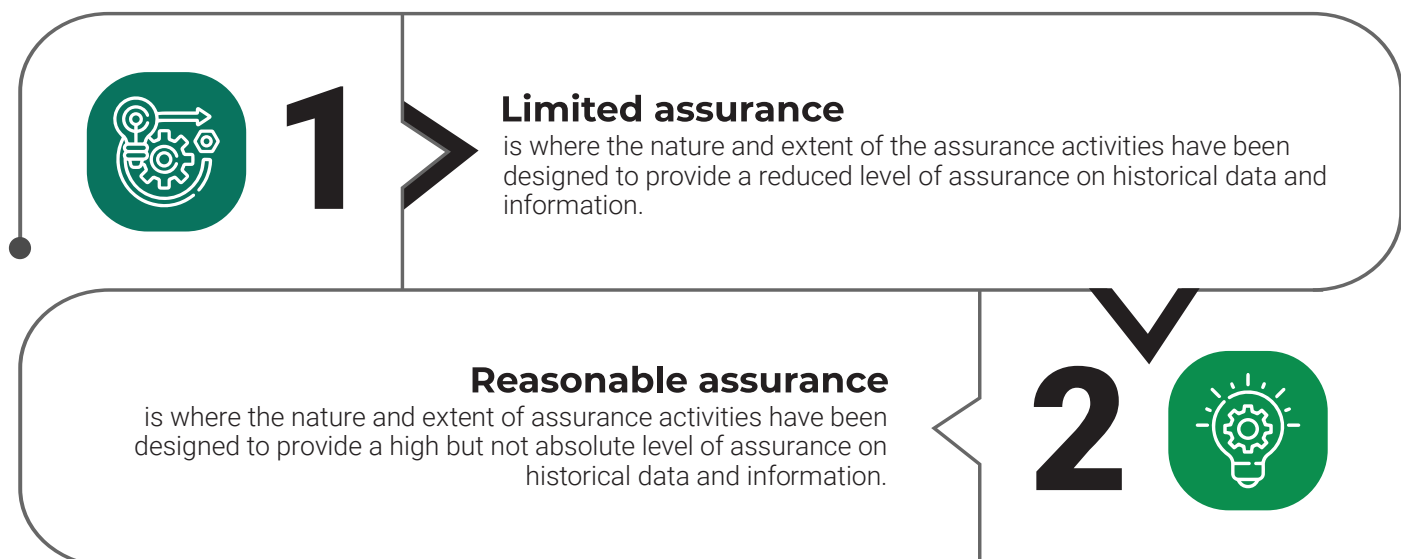 1
Limited assurance
is where the nature and extent of the assurance activities have been
designed to provide a reduced level of assurance on historical data and
information.
Reasonable assurance
is where the nature and extent of assurance activities have been
designed to provide a high but not absolute level of assurance on
historical data and information.
2